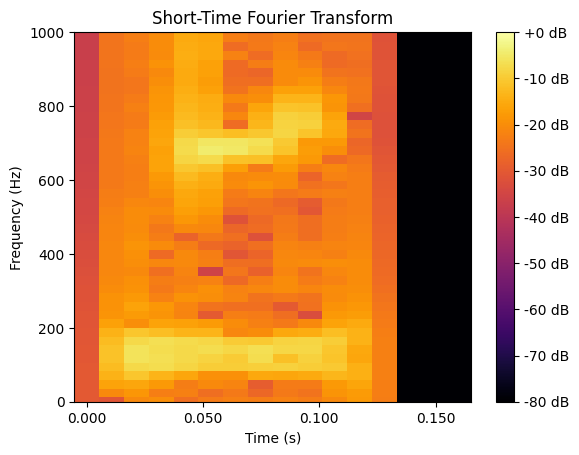 Short-Time Fourier Transform
Frequency (Hz)
1000
800
600
400
200
0
0.000
0.050
0.100
0.150
Time (s)
+0 dB
-10 dB
-20 dB
-30 dB
-40 dB
-50 dB
-60 dB
-70 dB
-80 dB